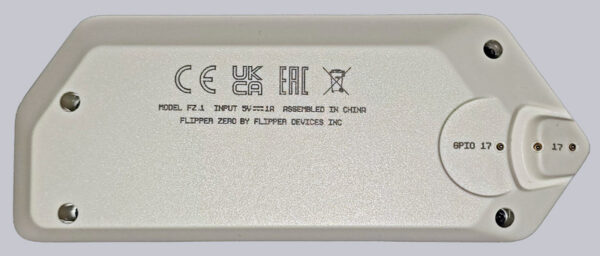 CE UK CA EAC
MODEL FZ.1 INPUT 5V⎓1A ASSEMBLED IN CHINA
FLIPPER ZERO BY FLIPPER DEVICES INC
GPIO 17
17